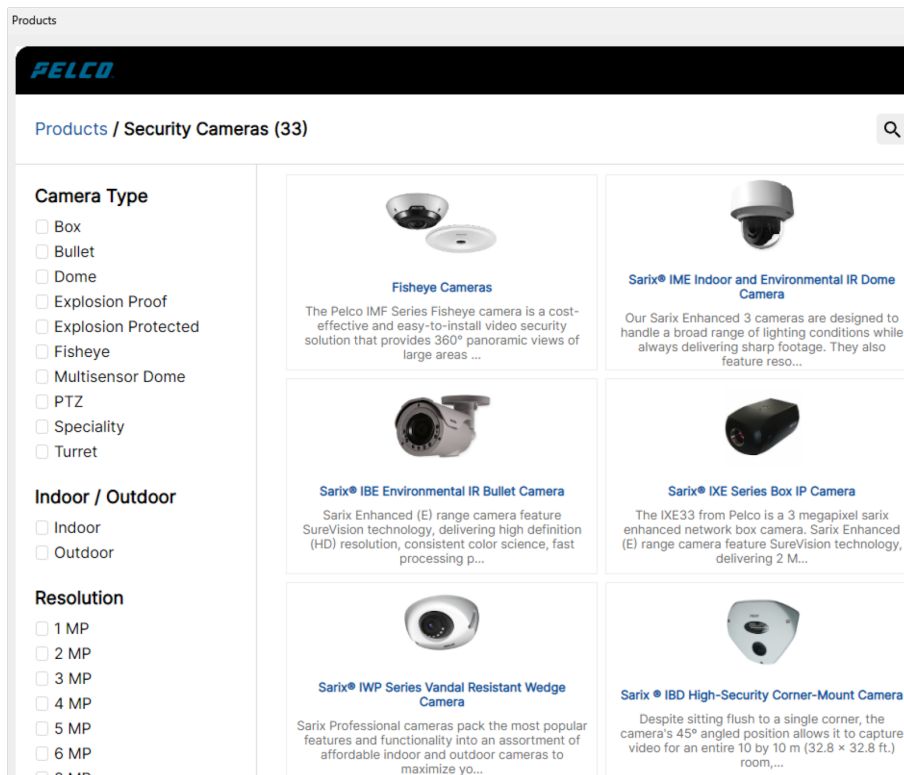 Products
PELCO
Products / Security Cameras (33)
Camera Type
Box
Bullet
Dome
Explosion Proof
Explosion Protected
Fisheye
Multisensor Dome
PTZ
Speciality
Turret
Indoor / Outdoor
Indoor
Outdoor
Resolution
1 MP
2 MP
3 MP
4 MP
5 MP
6 MP
Fisheye Cameras
The Pelco IMF Series Fisheye camera is a cost-
effective and easy-to-install video security
solution that provides 360° panoramic views of
large areas ...
Sarix® IME Indoor and Environmental IR Dome
Camera
Our Sarix Enhanced 3 cameras are designed to
handle a broad range of lighting conditions while
always delivering sharp footage. They also
feature reso...
Sarix® IBE Environmental IR Bullet Camera
Sarix Enhanced (E) range camera feature
SureVision technology, delivering high definition
(HD) resolution, consistent color science, fast
processing p...
Sarix® IXE Series Box IP Camera
The IXE33 from Pelco is a 3 megapixel sarix
enhanced network box camera. Sarix Enhanced
(E) range camera feature SureVision technology,
delivering 2 M...
Sarix® IWP Series Vandal Resistant Wedge
Camera
Sarix Professional cameras pack the most popular
features and functionality into an assortment of
affordable indoor and outdoor cameras to
maximize yo...
Sarix ® IBD High-Security Corner-Mount Camera
Despite sitting flush to a single corner, the
camera's 45° angled position allows it to capture
video for an entire 10 by 10 m (32.8 × 32.8 ft.)
room,...